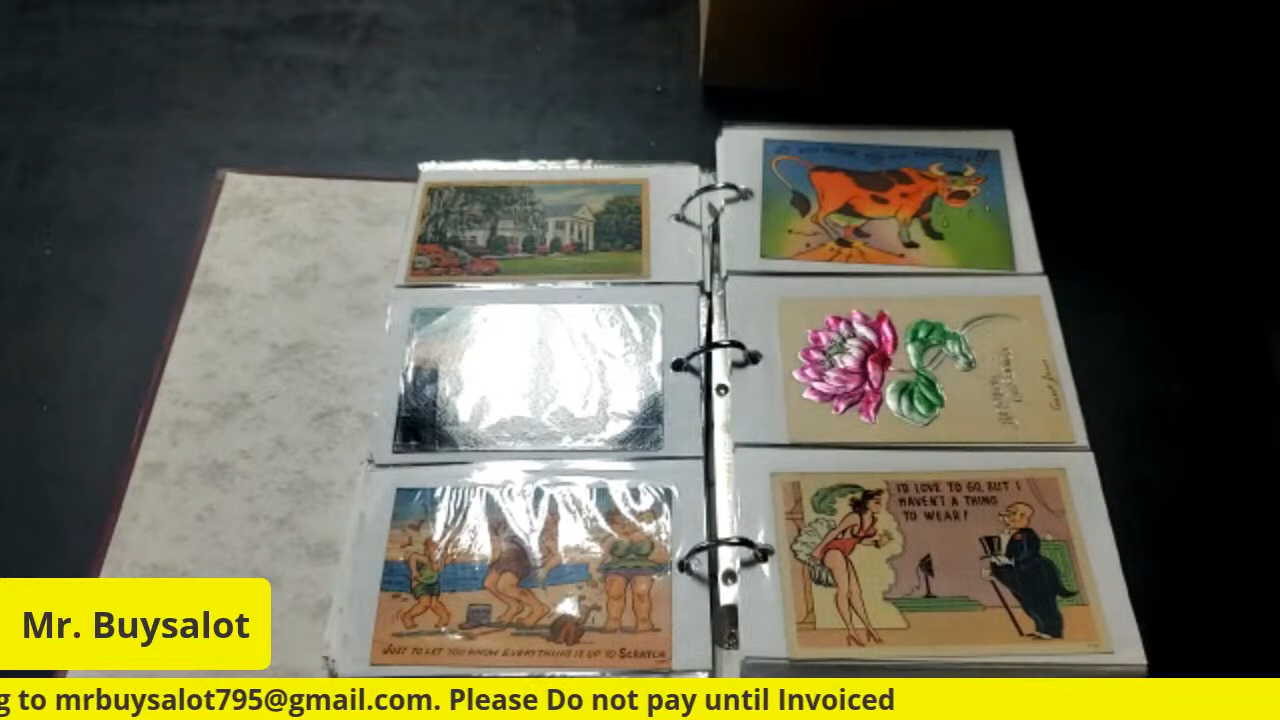 I'D LOVE TO GO, BUT I
HAVEN'T A THING
TO WEAR!
JUST TO LET YOU KNOW EVERYTHING IS UP TO SCRATCH
Mr. Buysalot
g to mrbuysalot795@gmail.com. Please Do not pay until Invoiced